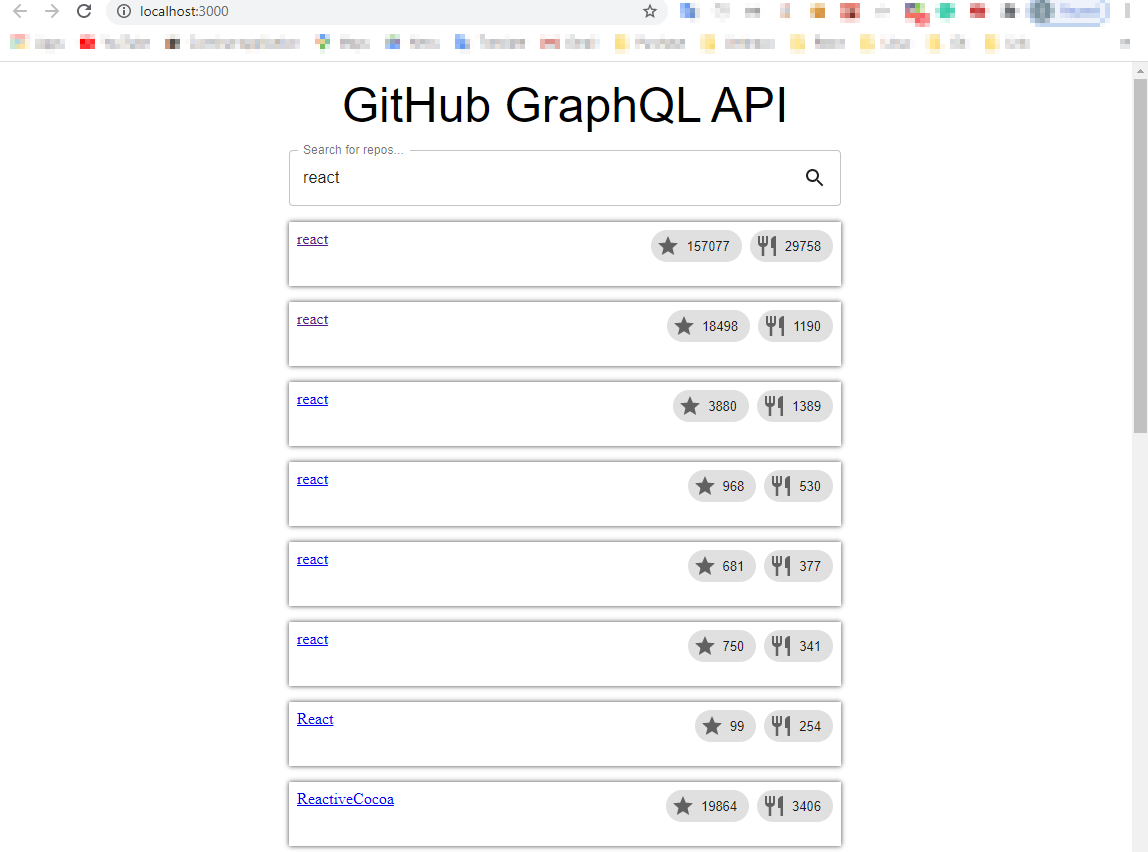 localhost:3000
GitHub GraphQL API
Search for repos...
react
react 157077 29758
react 18498 1190
react 3880 1389
react 968 530
react 681 377
react 750 341
React 99 254
ReactiveCocoa 19864 3406